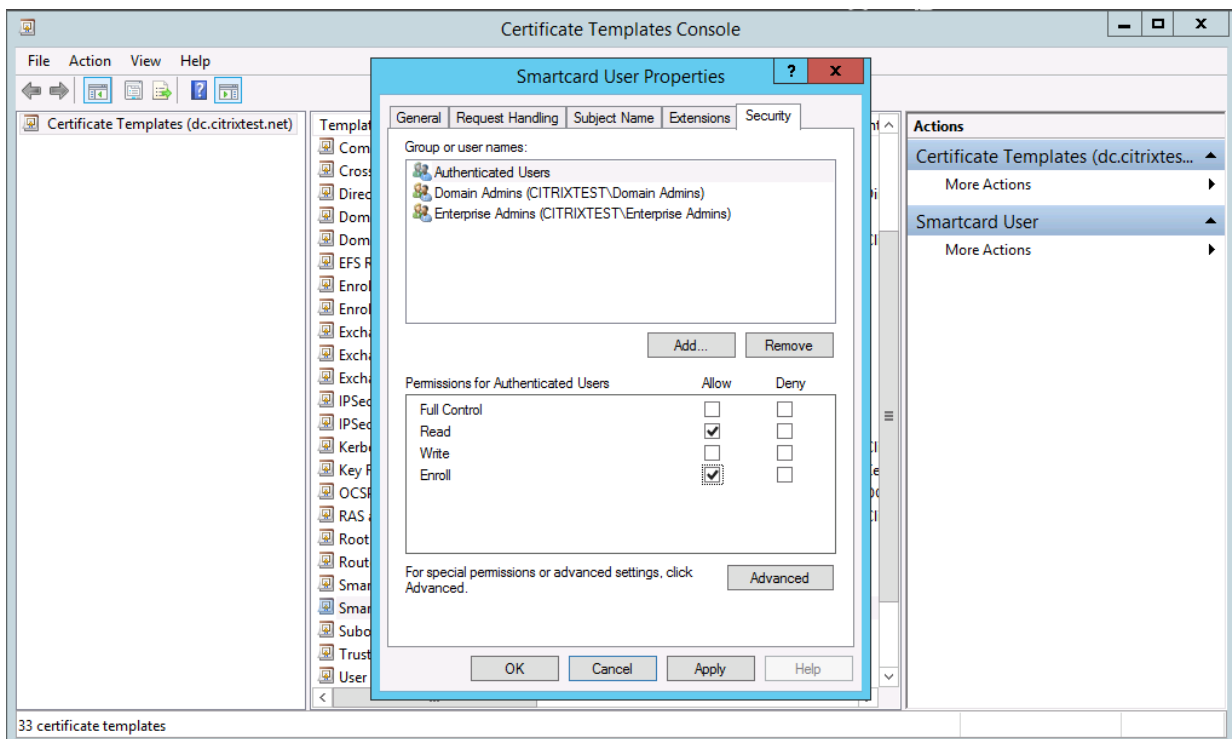 Certificate Templates Console
File Action View Help
Certificate Templates (dc.citrixtest.net)
Templat
Com
Cross
Direc
Dom
Dom
EFS R
Enrol
Enrol
Excha
Excha
Excha
IPSec
IPSec
Kerbe
Key R
OCSP
RAS a
Root
Rout
Smar
Smar
Subo
Trust
User
Smartcard User Properties
?
General Request Handling Subject Name Extensions Security
Group or user names:
Authenticated Users
Domain Admins (CITRIXTEST\Domain Admins)
Enterprise Admins (CITRIXTEST\Enterprise Admins)
Add... Remove
Permissions for Authenticated Users Allow Deny
Full Control
Read
Write
Enroll
For special permissions or advanced settings, click
Advanced.
Advanced
OK Cancel Apply Help
Actions
Certificate Templates (dc.citrixtes...
More Actions
Smartcard User
More Actions
33 certificate templates